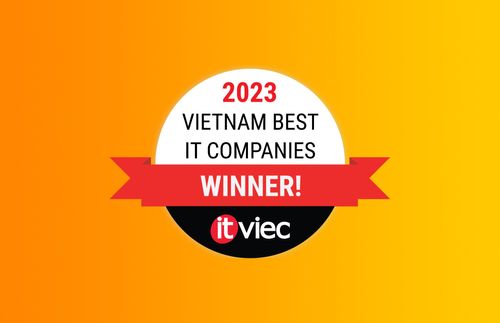 2023
VIETNAM BEST
IT COMPANIES
WINNER!
itviec